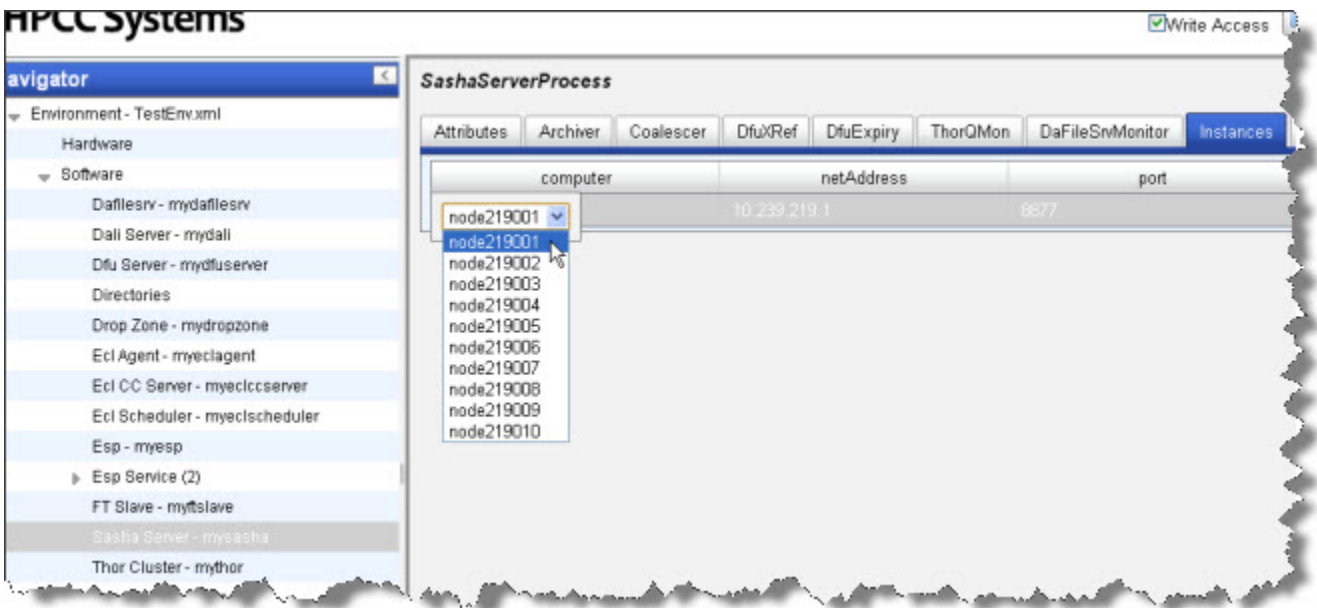 HPCC Systems
Write Access
avigator
SashaServerProcess
Environment - TestEnv.xml
Hardware
Software
Dafilesrv - mydafilesrv
Dali Server - mydali
Dfu Server - mydfuserver
Directories
Drop Zone - mydropzone
Ecl Agent - myeclagent
Ecl CC Server - myeclccserver
Ecl Scheduler - myeclscheduler
Esp - myesp
Esp Service (2)
FT Slave - myftslave
Sasha Server - mysasha
Thor Cluster - mythor
Attributes Archiver Coalescer DfuXRef DfuExpiry ThorQMon DaFileSrvMonitor Instances
computer netAddress port
node219001 10.239.219.1 8877
node219001
node219002
node219003
node219004
node219005
node219006
node219007
node219008
node219009
node219010